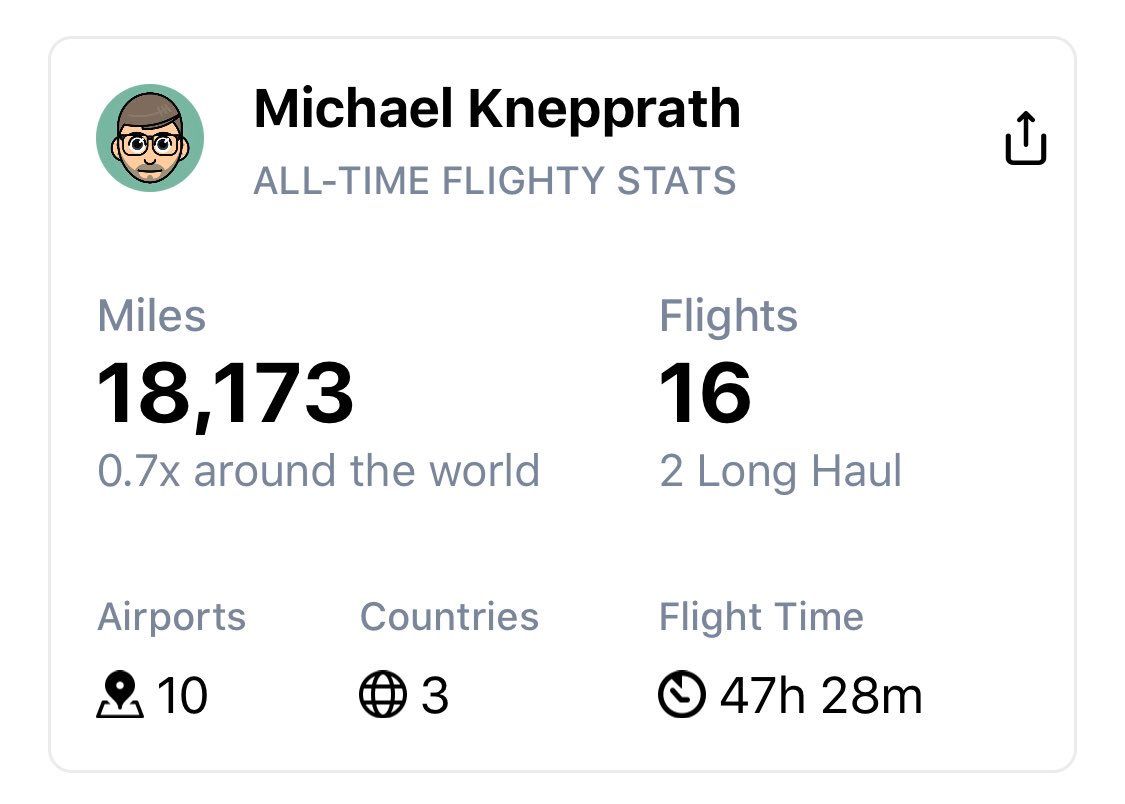 Michael Knepprath
ALL-TIME FLIGHTY STATS
Miles
18,173
0.7x around the world
Flights
16
2 Long Haul
Airports
10
Countries
3
Flight Time
47h 28m